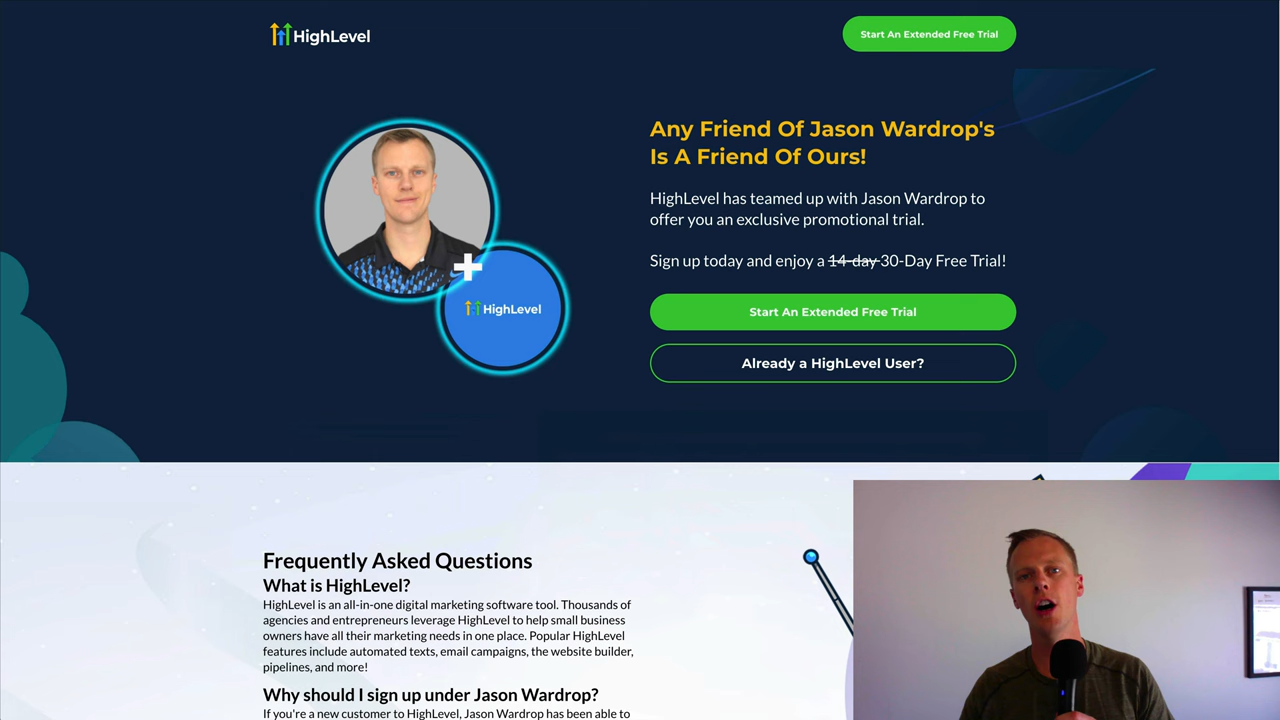 HighLevel
Start An Extended Free Trial
Any Friend Of Jason Wardrop's
Is A Friend Of Ours!
HighLevel has teamed up with Jason Wardrop to
offer you an exclusive promotional trial.
Sign up today and enjoy a 14-day 30-Day Free Trial!
Start An Extended Free Trial
Already a HighLevel User?
HighLevel
Frequently Asked Questions
What is HighLevel?
HighLevel is an all-in-one digital marketing software tool. Thousands of
agencies and entrepreneurs leverage HighLevel to help small business
owners have all their marketing needs in one place. Popular HighLevel
features include automated texts, email campaigns, the website builder,
pipelines, and more!
Why should I sign up under Jason Wardrop?
If you're a new customer to HighLevel, Jason Wardrop has been able to